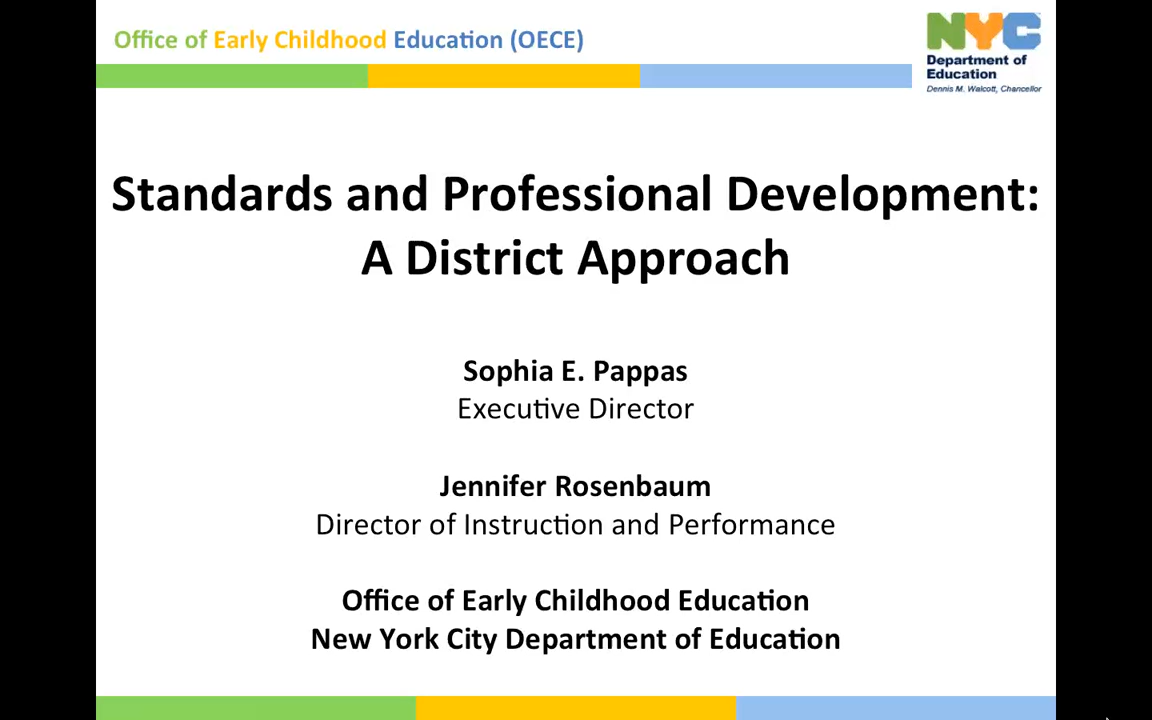 Office of Early Childhood Education (OECE)
NYC
Department of
Education
Dennis M. Walcott, Chancellor
Standards and Professional Development:
A District Approach
Sophia E. Pappas
Executive Director
Jennifer Rosenbaum
Director of Instruction and Performance
Office of Early Childhood Education
New York City Department of Education